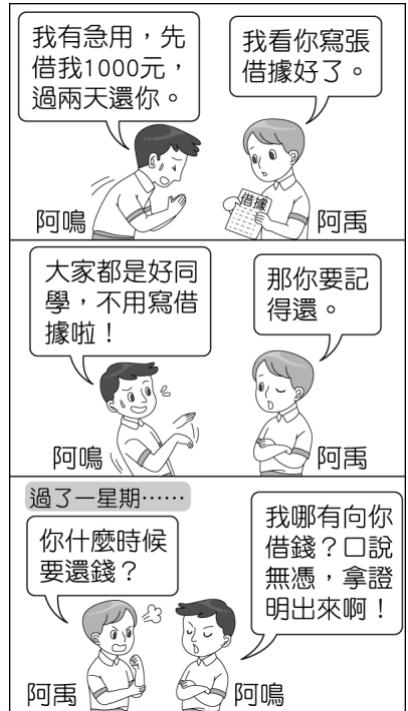 我有急用，先
借我1000元，
過兩天還你。
我看你寫張
借據好了。
借據
阿鳴
阿禹
大家都是好同
學，不用寫借
據啦！
那你要記
得還。
阿鳴
阿禹
過了一星期……
你什麼時候
要還錢？
我哪有向你
借錢？口說
無憑，拿證
明出來啊！
阿禹
阿鳴